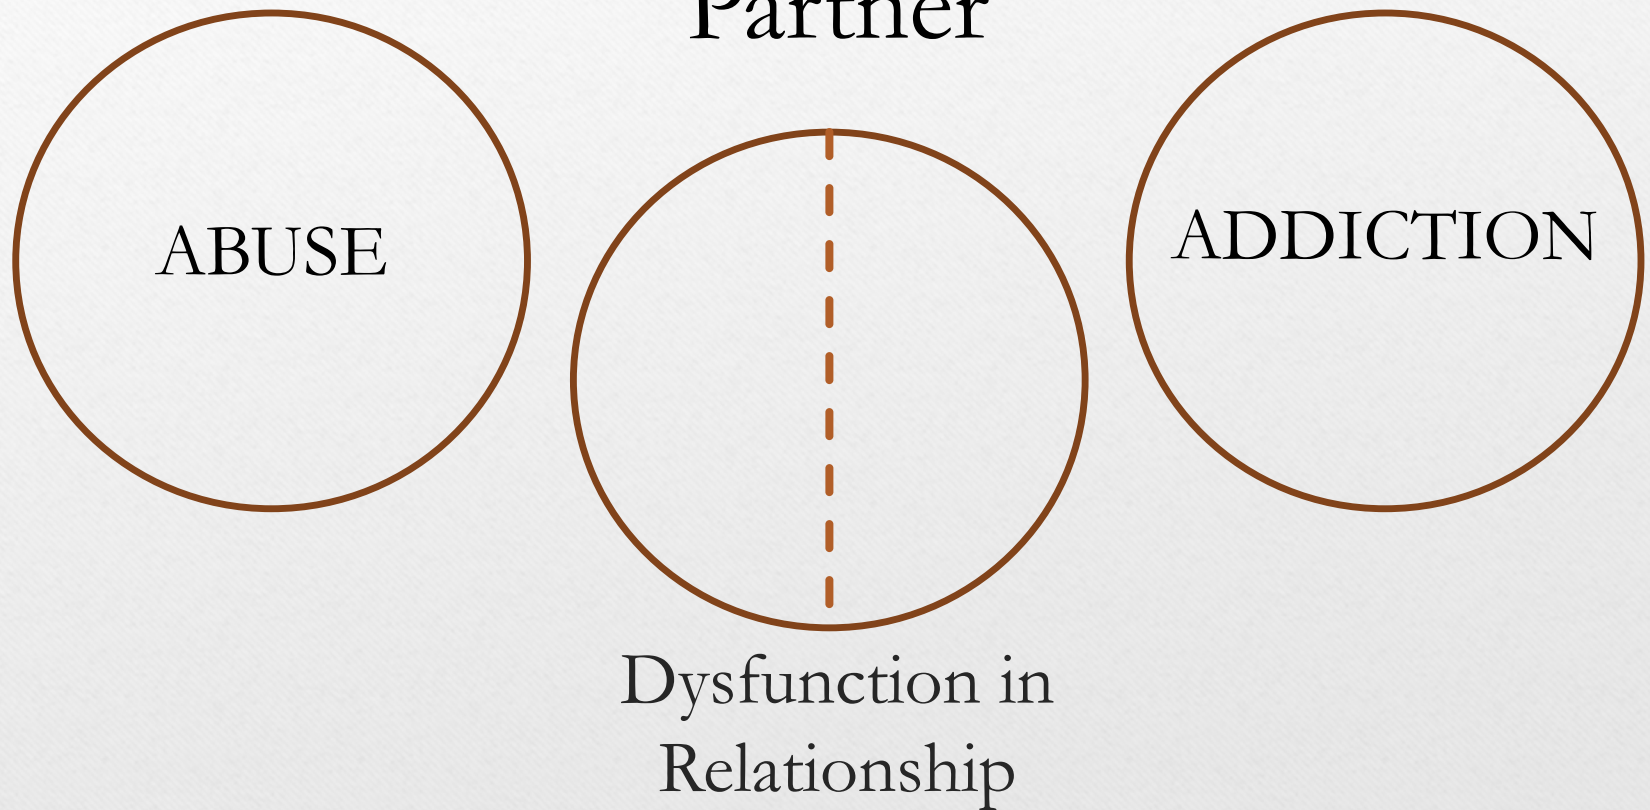 Partner
ABUSE
ADDICTION
Dysfunction in
Relationship